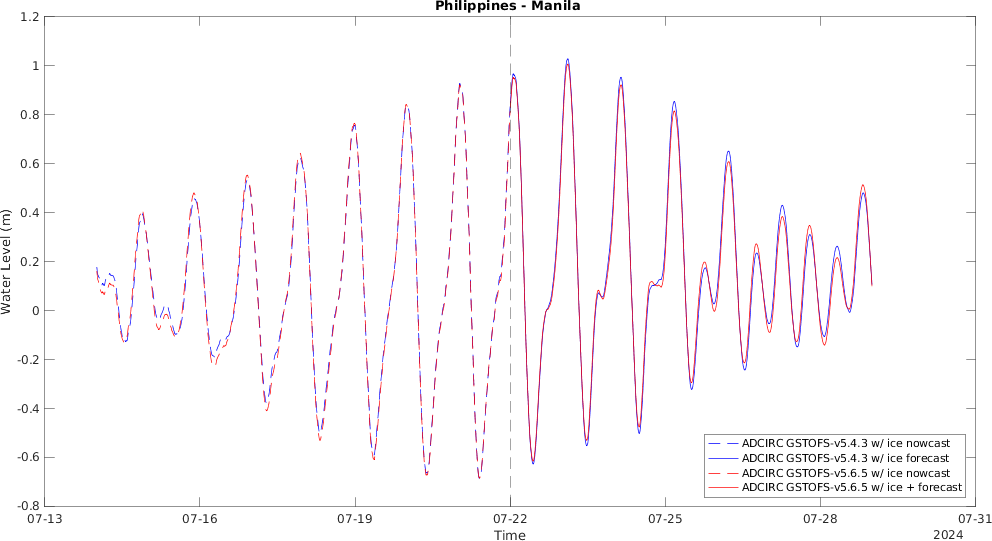 Philippines - Manila
1.2
1
0.8
0.6
0.4
0.2
0
-0.2
-0.4
-0.6
-0.8
Water Level (m)
ADCIRC GSTOFS-v5.4.3 w/ ice nowcast
ADCIRC GSTOFS-v5.4.3 w/ ice forecast
ADCIRC GSTOFS-v5.6.5 w/ ice nowcast
ADCIRC GSTOFS-v5.6.5 w/ ice + forecast
07-13 07-16 07-19 07-22 07-25 07-28 07-31
Time
2024